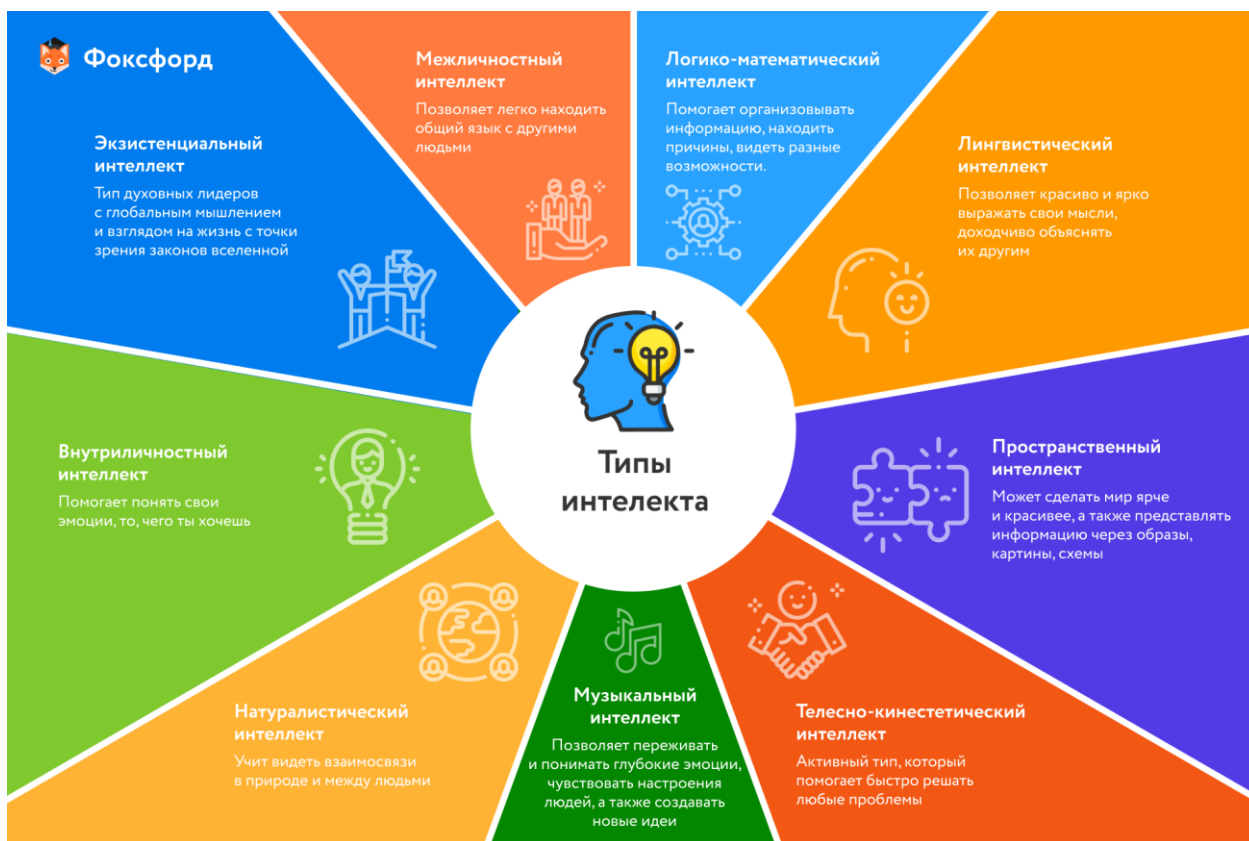 Фоксфорд
Межличностный
интеллект
Позволяет легко находить
общий язык с другими
людьми
Логико-математический
интеллект
Помогает организовывать
информацию, находить
причины, видеть разные
возможности.
Лингвистический
интеллект
Позволяет красиво и ярко
выражать свои мысли,
доходчиво объяснять
их другим
Экзистенциальный
интеллект
Тип духовных лидеров
с глобальным мышлением
и взглядом на жизнь с точки
зрения законов вселенной
Типы
интелекта
Внутриличностный
интеллект
Помогает понять свои
эмоции, то, чего ты хочешь
Пространственный
интеллект
Может сделать мир ярче
и красивее, а также представлять
информацию через образы,
картины, схемы
Натуралистический
интеллект
Учит видеть взаимосвязи
в природе и между людьми
Музыкальный
интеллект
Позволяет переживать
и понимать глубокие эмоции,
чувствовать настроения
людей, а также создавать
новые идеи
Телесно-кинестетический
интеллект
Активный тип, который
помогает быстро решать
любые проблемы